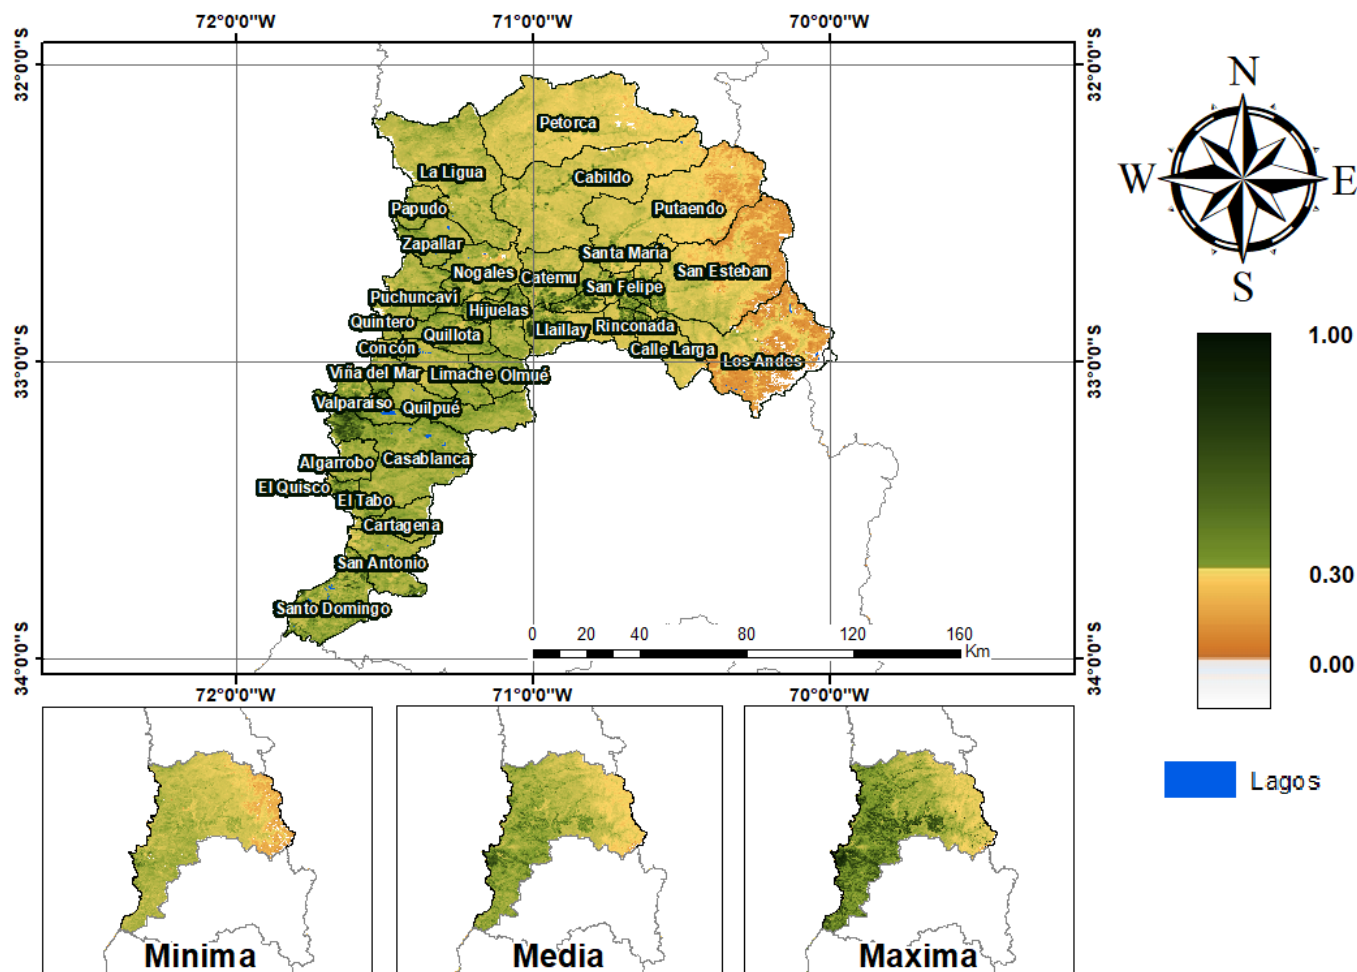 72°0'0"W 71°0'0"W 70°0'0"W
32°0'0"S
32°0'0"S
N
W E
S
Petorca
La Ligua
Cabildo
Papudo
Putaendo
Zapallar
Santa María
Nogales
Catemu
San Esteban
San Felipe
Puchuncaví
Hijuelas
Quintero
Quillota
Llaillay
Rinconada
Concón
Calle Larga
Los Andes
33°0'0"S
33°0'0"S
Viña del Mar
Limache
Olmué
Valparaíso
Quilpué
Algarrobo
Casablanca
El Quisco
El Tabo
Cartagena
San Antonio
Santo Domingo
0 20 40 80 120 160
Km
34°0'0"S
34°0'0"S
72°0'0"W 71°0'0"W 70°0'0"W
1.00
0.30
0.00
Lagos
Minima
Media
Maxima